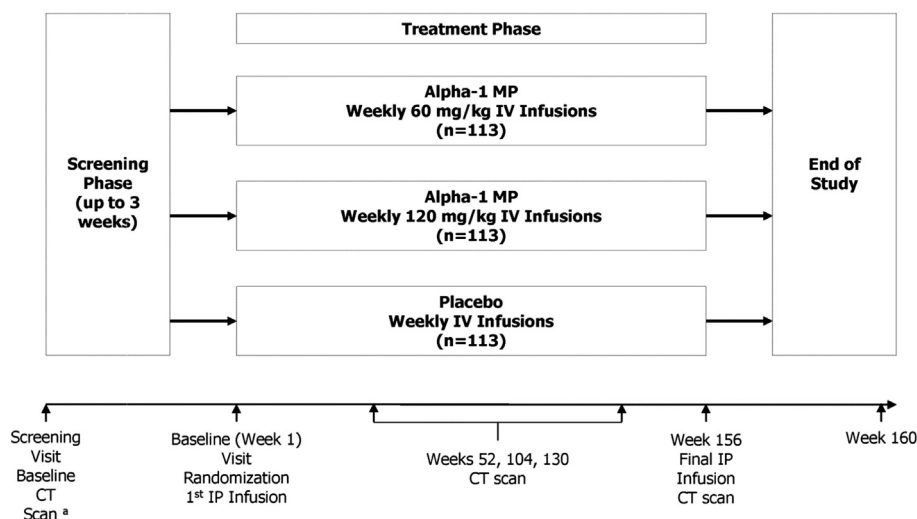 Treatment Phase
Alpha-1 MP
Weekly 60 mg/kg IV Infusions
(n=113)
Screening
Phase
(up to 3
weeks)
Alpha-1 MP
Weekly 120 mg/kg IV Infusions
(n=113)
End of
Study
Placebo
Weekly IV Infusions
(n=113)
Screening
Visit
Baseline
CT
Scan ᵃ
Baseline (Week 1)
Visit
Randomization
1ˢᵗ IP Infusion
Weeks 52, 104, 130
CT scan
Week 156
Final IP
Infusion
CT scan
Week 160